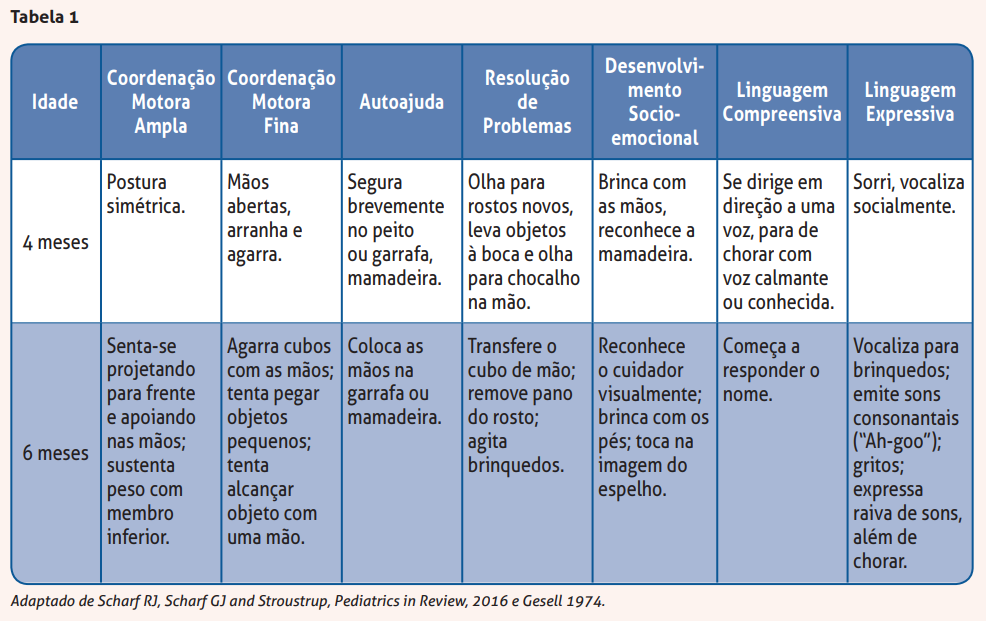 Tabela 1
Idade
Coordenação
Motora
Ampla
Coordenação
Motora
Fina
Autoajuda
Resolução
de
Problemas
Desenvolvi-
mento
Socio-
emocional
Linguagem
Compreensiva
Linguagem
Expressiva
4 meses
Postura
simétrica.
Mãos
abertas,
arranha e
agarra.
Segura
brevemente
no peito
ou garrafa,
mamadeira.
Olha para
rostos novos,
leva objetos
à boca e olha
para chocalho
na mão.
Brinca com
as mãos,
reconhece a
mamadeira.
Se dirige em
direção a uma
voz, para de
chorar com
voz calmante
ou conhecida.
Sorri, vocaliza
socialmente.
6 meses
Senta-se
projetando
para frente
e apoiando
nas mãos;
sustenta
peso com
membro
inferior.
Agarra cubos
com as mãos;
tenta pegar
objetos
pequenos;
tenta
alcançar
objeto com
uma mão.
Coloca as
mãos na
garrafa ou
mamadeira.
Transfere o
cubo de mão;
remove pano
do rosto;
agita
brinquedos.
Reconhece
o cuidador
visualmente;
brinca com os
pés; toca na
imagem do
espelho.
Começa a
responder o
nome.
Vocaliza para
brinquedos;
emite sons
consonantais
(“Ah-goo”);
gritos;
expressa
raiva de sons,
além de
chorar.
Adaptado de Scharf RJ, Scharf GJ and Stroustrup, Pediatrics in Review, 2016 e Gesell 1974.